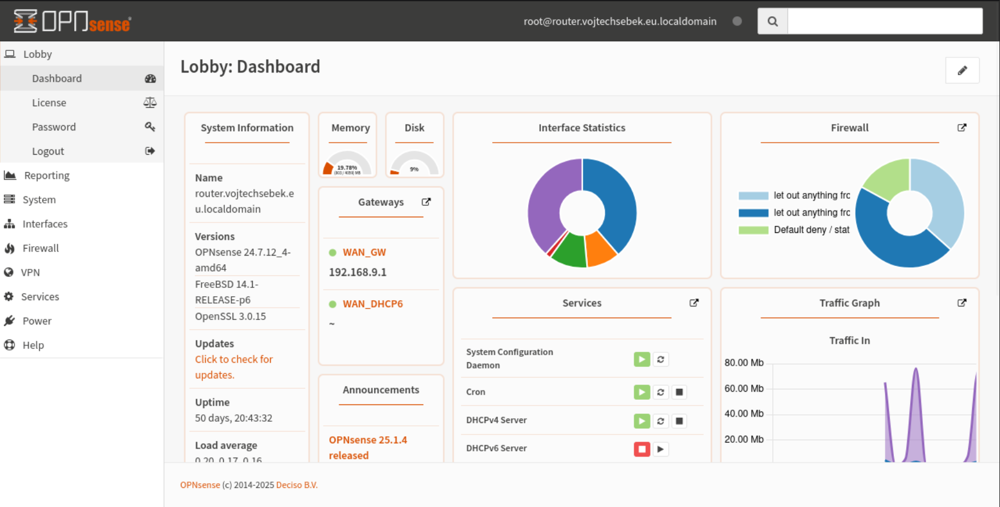 OPNsense
root@router.vojtechsebek.eu.localdomain
Lobby
Dashboard
License
Password
Logout
Reporting
System
Interfaces
Firewall
VPN
Services
Power
Help
Lobby: Dashboard
System Information
Name
router.vojtechsebek.e
u.localdomain
Versions
OPNsense 24.7.12_4-
amd64
FreeBSD 14.1-
RELEASE-p6
OpenSSL 3.0.15
Updates
Click to check for
updates.
Uptime
50 days, 20:43:32
Load average
0.20, 0.17, 0.16
Memory
19.78%
(803 / 4059) MB
Disk
9%
Gateways
WAN_GW
192.168.9.1
WAN_DHCP6
~
Announcements
OPNsense 25.1.4
released
Interface Statistics
Services
System Configuration
Daemon
Cron
DHCPv4 Server
DHCPv6 Server
Firewall
let out anything frc
let out anything frc
Default deny / stat
Traffic Graph
Traffic In
80.00 Mb
60.00 Mb
40.00 Mb
20.00 Mb
OPNsense (c) 2014-2025 Deciso B.V.